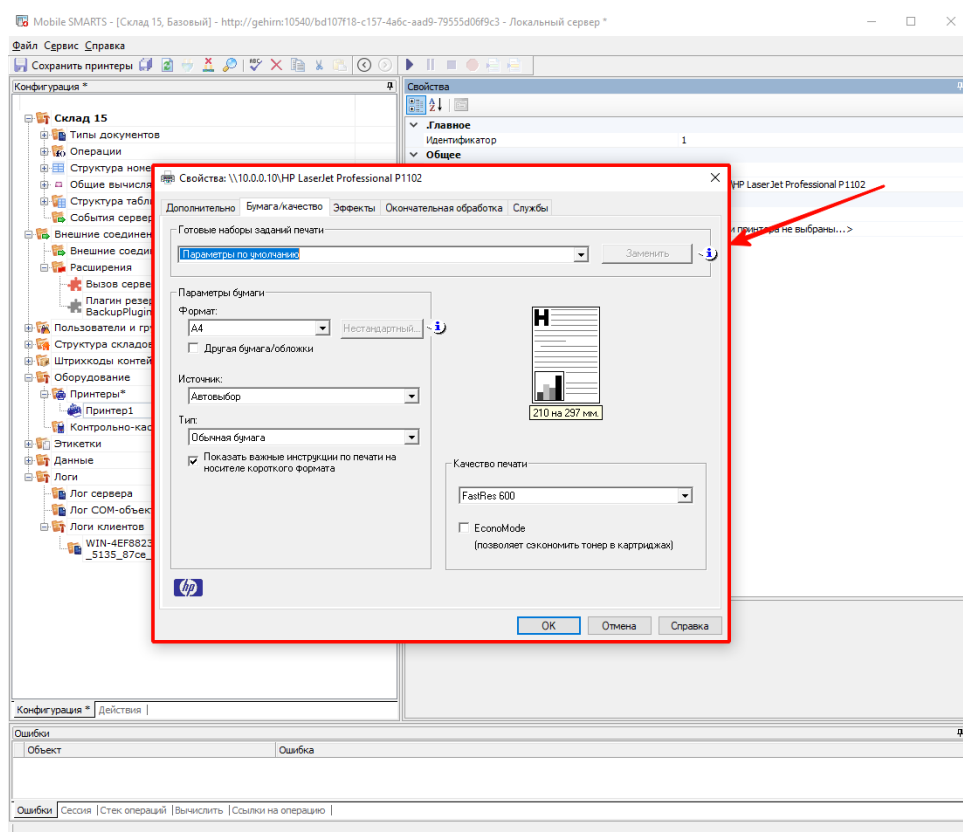 Mobile SMARTS - [Склад 15, Базовый] - http://gehirn:10540/bd107f18-c157-4a6c-aad9-79555d06f9c3 - Локальный сервер *
Файл Сервис Справка
Сохранить принтеры
Конфигурация *
Свойства
Склад 15
Типы документов
Операции
Структура номе
Общие вычисля
Структура табл
События сервер
Внешние соединен
Внешние соеди
Расширения
Вызов серве
Плагин резер
BackupPlugin
Пользователи и гр
Структура складов
Штрихкоды контей
Оборудование
Принтеры*
Принтер1
Контрольно-кас
Этикетки
Данные
Логи
Лог сервера
Лог COM-объек
Логи клиентов
WIN-4EF8823
_5135_87ce_
.Главное
Идентификатор 1
Общее
\HP LaserJet Professional P1102
и принтера не выбраны...>
Свойства: \\10.0.0.10\HP LaserJet Professional P1102
Дополнительно Бумага/качество Эффекты Окончательная обработка Службы
Готовые наборы заданий печати
Параметры по умолчанию Заменить
Параметры бумаги
Формат:
A4 Нестандартный...
Другая бумага/обложки
Источник:
Автовыбор
Тип:
Обычная бумага
Показать важные инструкции по печати на
носителе короткого формата
H
210 на 297 мм.
Качество печати
FastRes 600
EconoMode
(позволяет сэкономить тонер в картриджах)
hp
OK Отмена Справка
Конфигурация * Действия
Ошибки
Объект Ошибка
Ошибки Сессия Стек операций Вычислить Ссылки на операцию